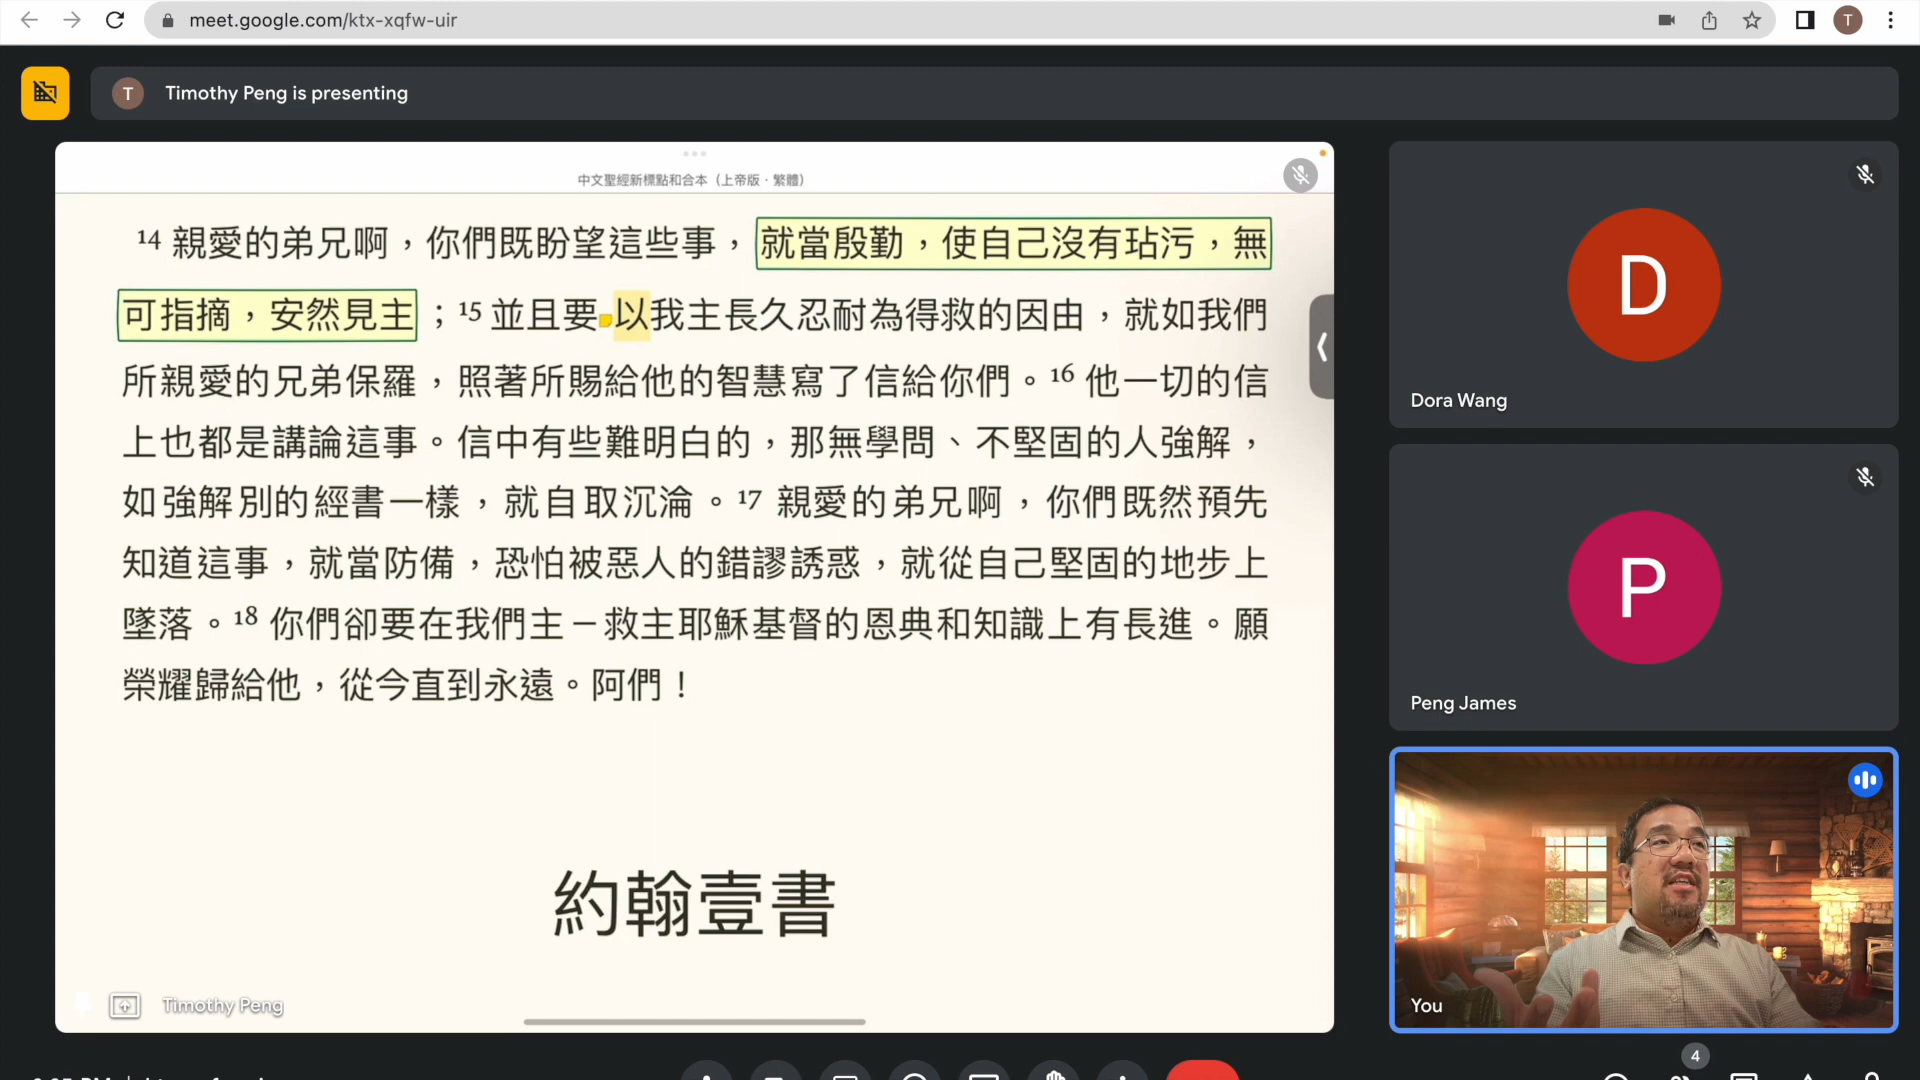 meet.google.com/ktx-xqfw-uir
T
T
Timothy Peng is presenting
中文聖經新標點和合本（上帝版．繁體）
14 親愛的弟兄啊，你們既盼望這些事，就當殷勤，使自己沒有玷污，無
可指摘，安然見主；15 並且要以我主長久忍耐為得救的因由，就如我們
所親愛的兄弟保羅，照著所賜給他的智慧寫了信給你們。16 他一切的信
上也都是講論這事。信中有些難明白的，那無學問、不堅固的人強解，
如強解別的經書一樣，就自取沉淪。17 親愛的弟兄啊，你們既然預先
知道這事，就當防備，恐怕被惡人的錯謬誘惑，就從自己堅固的地步上
墜落。18 你們卻要在我們主－救主耶穌基督的恩典和知識上有長進。願
榮耀歸給他，從今直到永遠。阿們！
約翰壹書
Timothy Peng
D
Dora Wang
P
Peng James
You
4